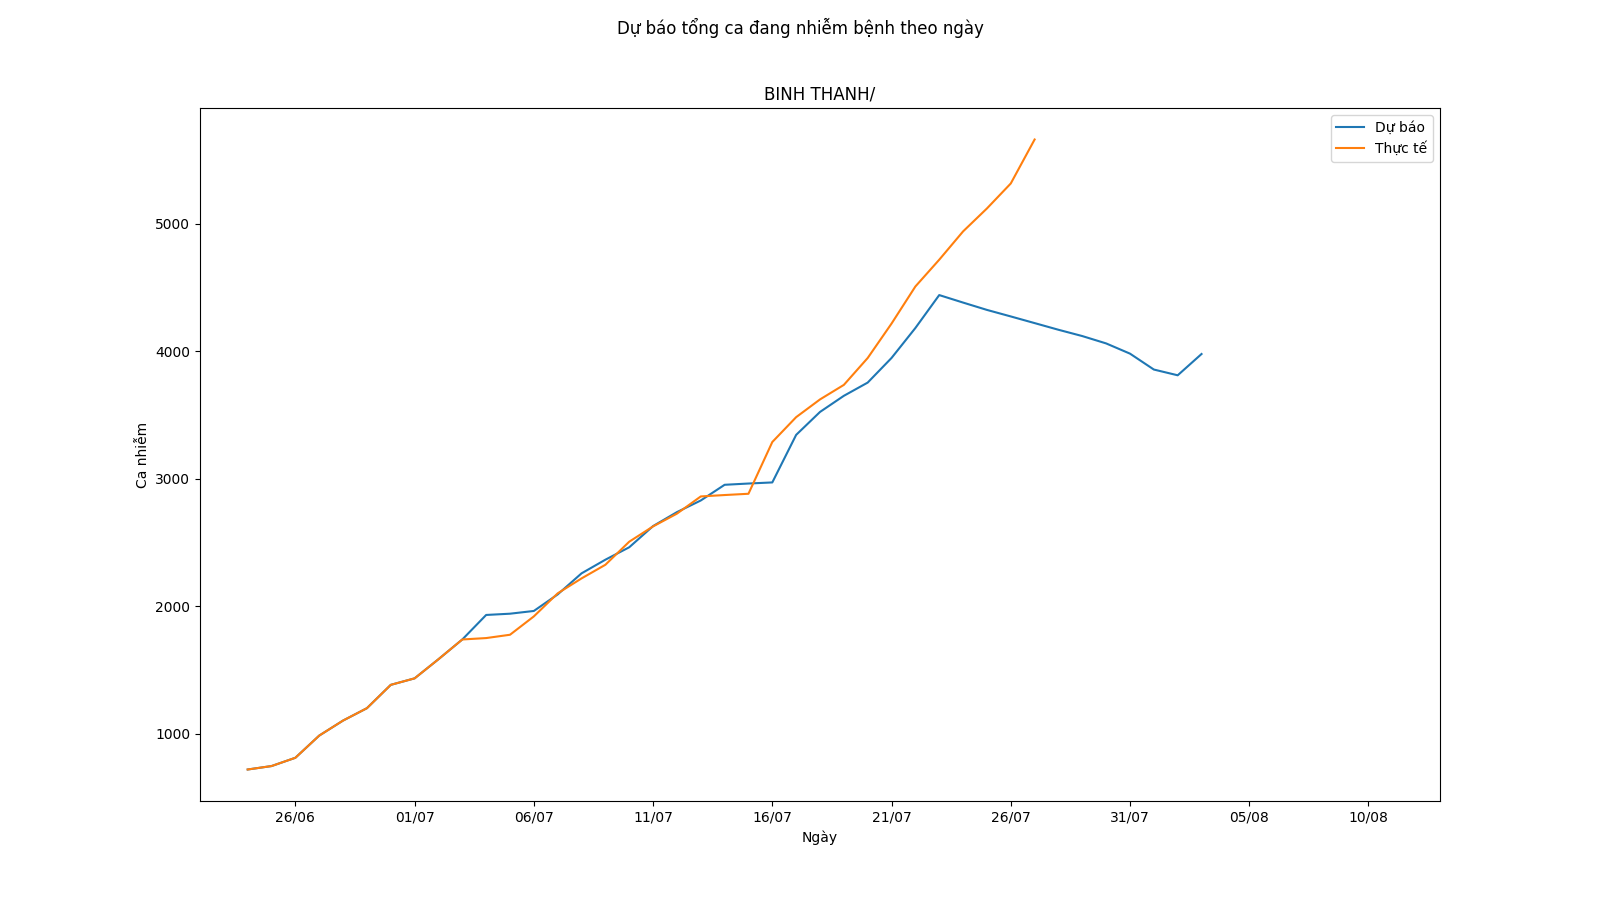 Dự báo tổng ca đang nhiễm bệnh theo ngày
BINH THANH/
Dự báo
Thực tế
5000
4000
3000
2000
1000
Ca nhiễm
26/06 01/07 06/07 11/07 16/07 21/07 26/07 31/07 05/08 10/08
Ngày